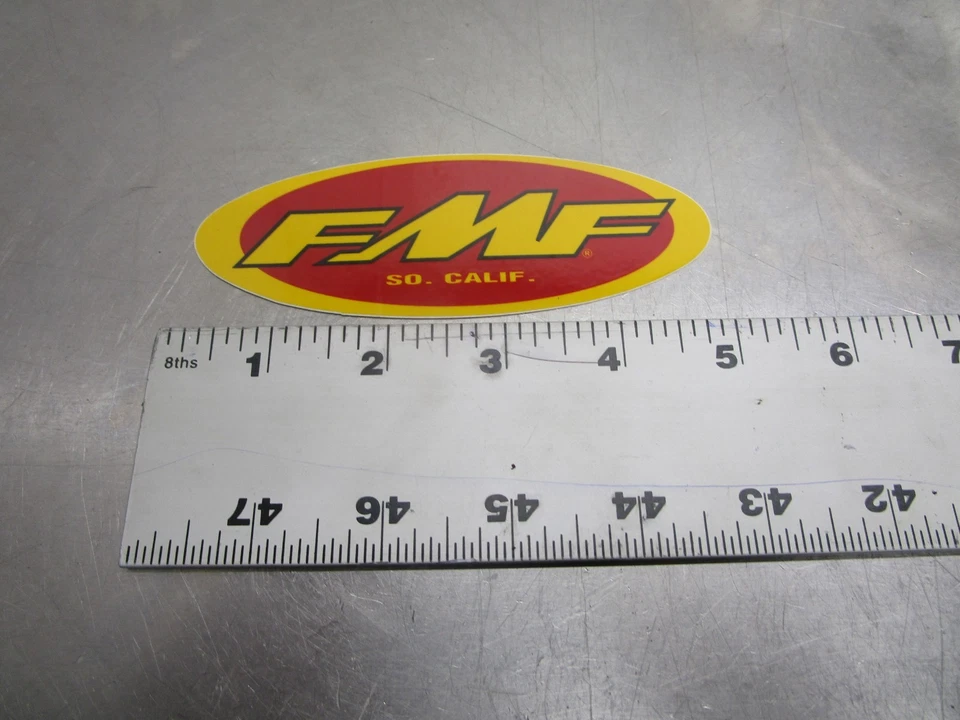 FMF
®
SO. CALIF.
8ths 1 2 3 4 5 6 7
47 46 45 44 43 42